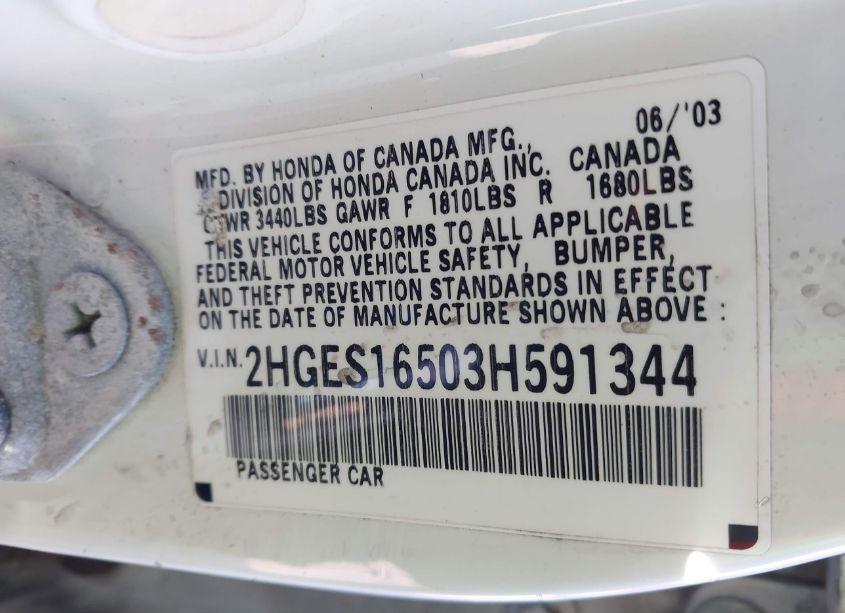 06/'03
MFD. BY HONDA OF CANADA MFG.,
DIVISION OF HONDA CANADA INC. CANADA
GVWR 3440LBS GAWR F 1810LBS R 1680LBS
THIS VEHICLE CONFORMS TO ALL APPLICABLE
FEDERAL MOTOR VEHICLE SAFETY, BUMPER,
AND THEFT PREVENTION STANDARDS IN EFFECT
ON THE DATE OF MANUFACTURE SHOWN ABOVE :
V.I.N. 2HGES16503H591344
PASSENGER CAR